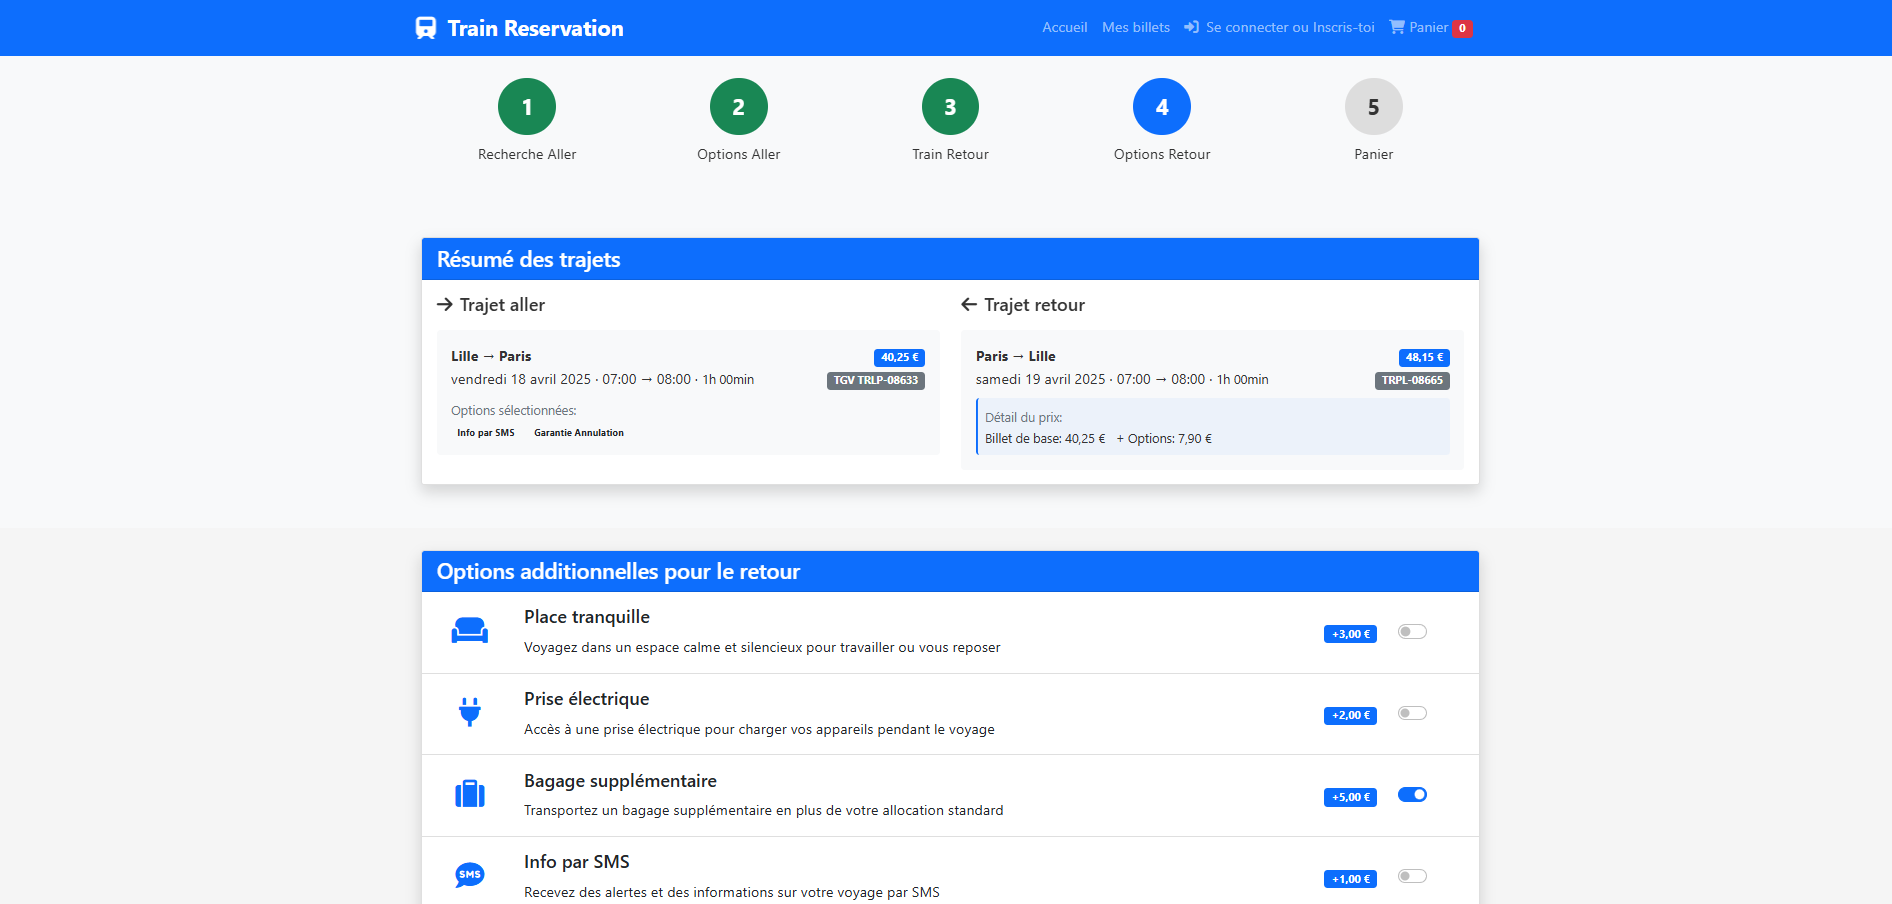 Train Reservation
Accueil Mes billets Se connecter ou Inscris-toi Panier 0
1 2 3 4 5
Recherche Aller Options Aller Train Retour Options Retour Panier
Résumé des trajets
→ Trajet aller
Lille → Paris 40,25 €
vendredi 18 avril 2025 · 07:00 → 08:00 · 1h 00min TGV TRLP-08633
Options sélectionnées:
Info par SMS Garantie Annulation
← Trajet retour
Paris → Lille 48,15 €
samedi 19 avril 2025 · 07:00 → 08:00 · 1h 00min TRPL-08665
Détail du prix:
Billet de base: 40,25 € + Options: 7,90 €
Options additionnelles pour le retour
Place tranquille
Voyagez dans un espace calme et silencieux pour travailler ou vous reposer
+3,00 €
Prise électrique
Accès à une prise électrique pour charger vos appareils pendant le voyage
+2,00 €
Bagage supplémentaire
Transportez un bagage supplémentaire en plus de votre allocation standard
+5,00 €
SMS
Info par SMS
Recevez des alertes et des informations sur votre voyage par SMS
+1,00 €